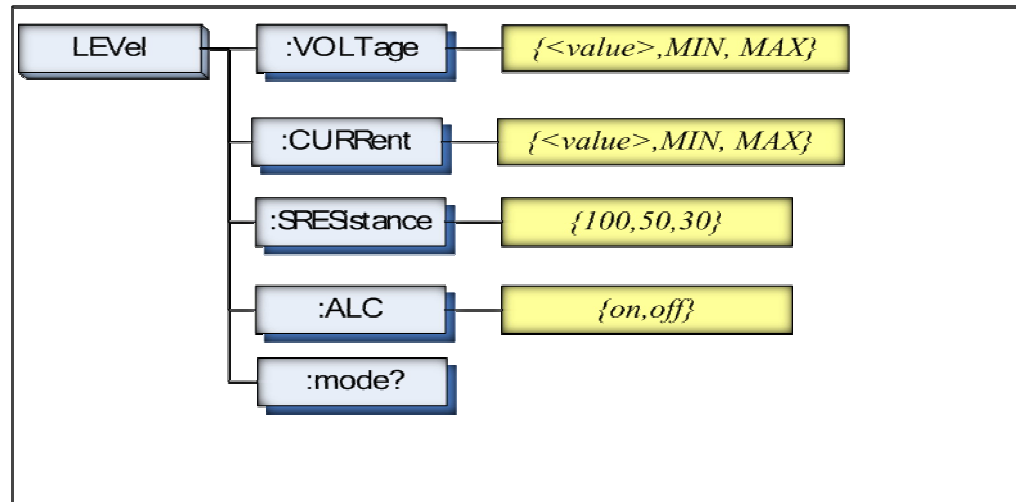 LEVel :VOLTage {<value>,MIN, MAX}
:CURRent {<value>,MIN, MAX}
:SRESistance {100,50,30}
:ALC {on,off}
:mode?